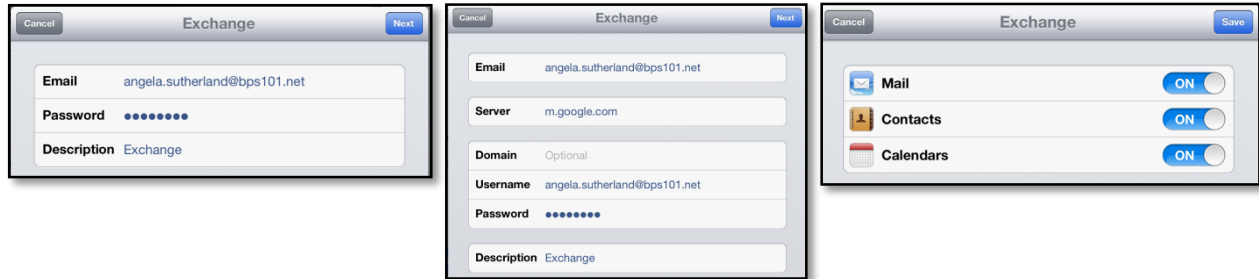 Cancel Exchange Next
Email angela.sutherland@bps101.net
Password ●●●●●●●●
Description Exchange
Cancel Exchange Next
Email angela.sutherland@bps101.net
Server m.google.com
Domain Optional
Username angela.sutherland@bps101.net
Password ●●●●●●●●
Description Exchange
Cancel Exchange Save
Mail ON
Contacts ON
Calendars ON